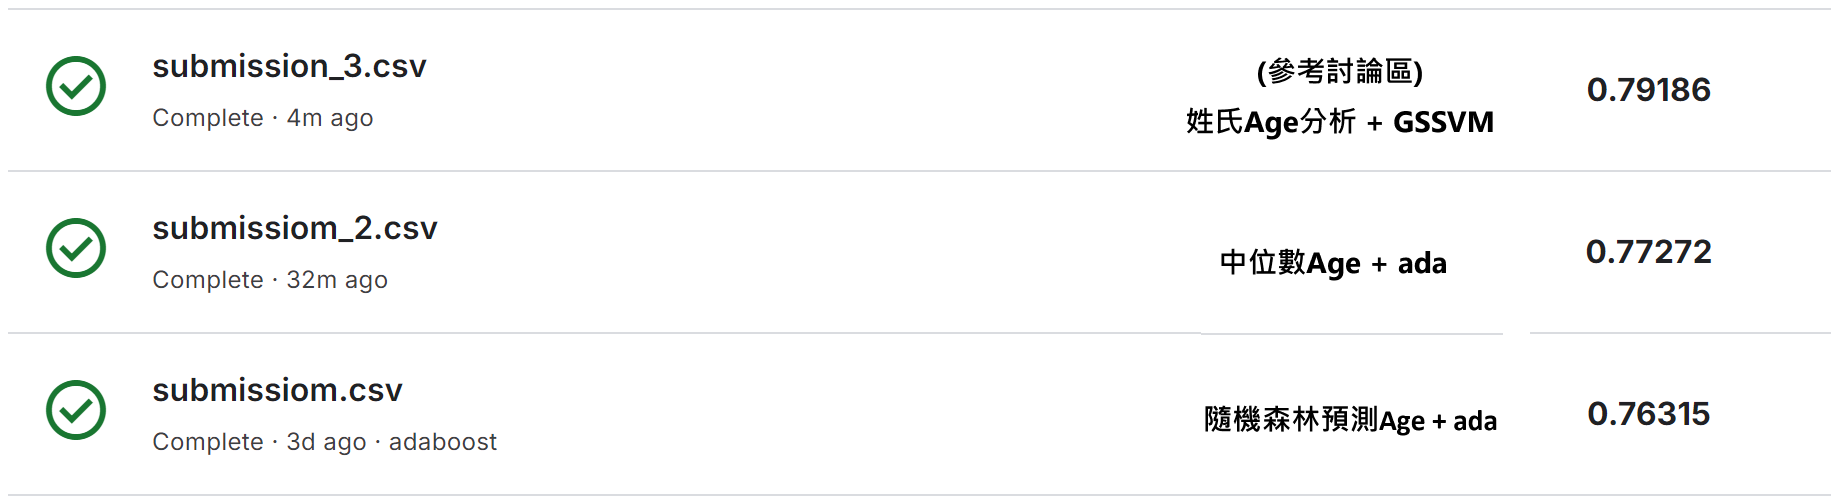 submission_3.csv
Complete · 4m ago
(參考討論區)
姓氏Age分析 + GSSVM
0.79186
submissiom_2.csv
Complete · 32m ago
中位數Age + ada
0.77272
submissiom.csv
Complete · 3d ago · adaboost
隨機森林預測Age + ada
0.76315